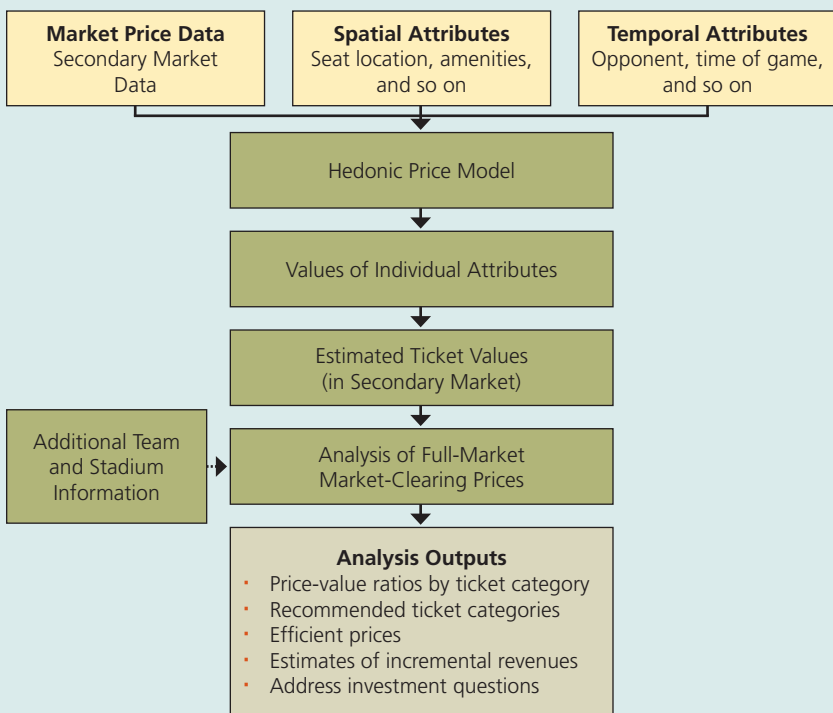 Market Price Data
Secondary Market
Data
Spatial Attributes
Seat location, amenities,
and so on
Temporal Attributes
Opponent, time of game,
and so on
Hedonic Price Model
Values of Individual Attributes
Estimated Ticket Values
(in Secondary Market)
Additional Team
and Stadium
Information
Analysis of Full-Market
Market-Clearing Prices
Analysis Outputs
· Price-value ratios by ticket category
· Recommended ticket categories
· Efficient prices
· Estimates of incremental revenues
· Address investment questions